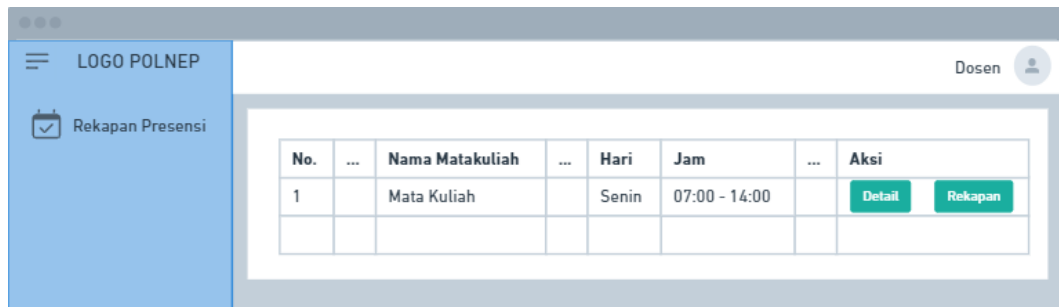 LOGO POLNEP
Dosen
Rekapan Presensi
No. ... Nama Matakuliah ... Hari Jam ... Aksi
1 Mata Kuliah Senin 07:00 - 14:00 Detail Rekapan